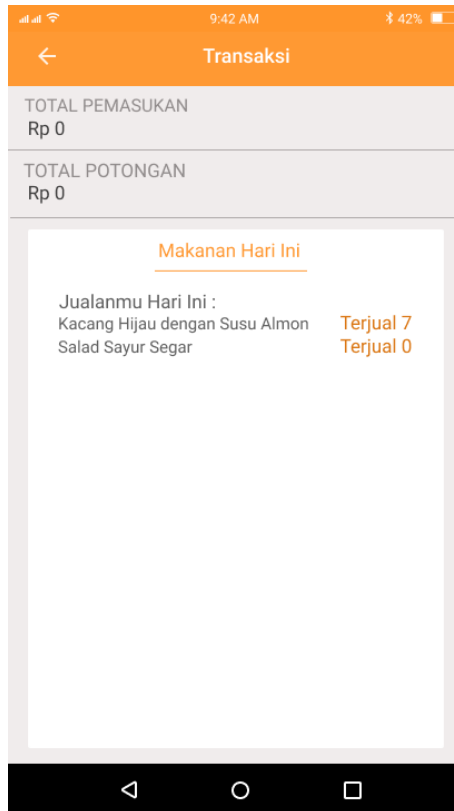 9:42 AM 42%
Transaksi
TOTAL PEMASUKAN
Rp 0
TOTAL POTONGAN
Rp 0
Makanan Hari Ini
Jualanmu Hari Ini :
Kacang Hijau dengan Susu Almon Terjual 7
Salad Sayur Segar Terjual 0